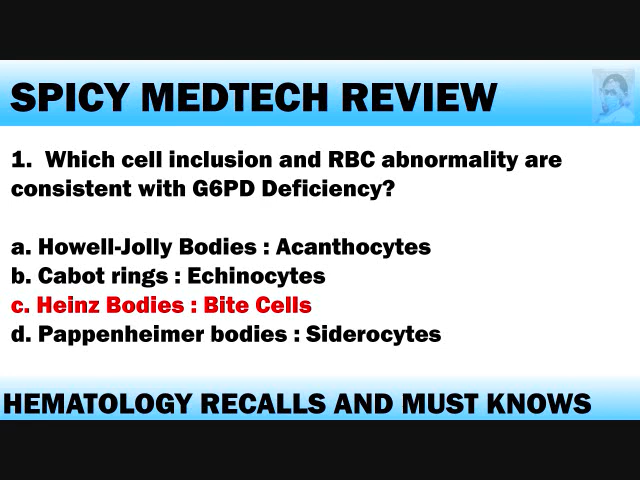 SPICY MEDTECH REVIEW
1.  Which cell inclusion and RBC abnormality are
consistent with G6PD Deficiency?
a. Howell-Jolly Bodies : Acanthocytes
b. Cabot rings : Echinocytes
c. Heinz Bodies : Bite Cells
d. Pappenheimer bodies : Siderocytes
HEMATOLOGY RECALLS AND MUST KNOWS